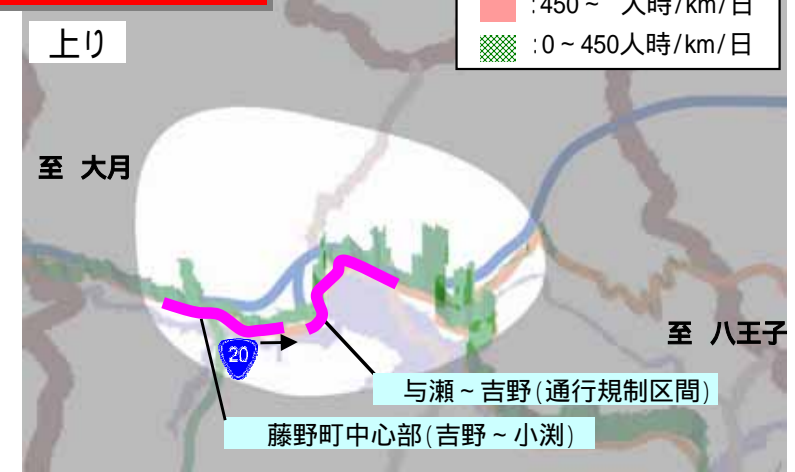 :450～ 人時/km/日
:0～450人時/km/日
上り
至 大月
至 八王子
20
与瀬～吉野(通行規制区間)
藤野町中心部(吉野～小渕)